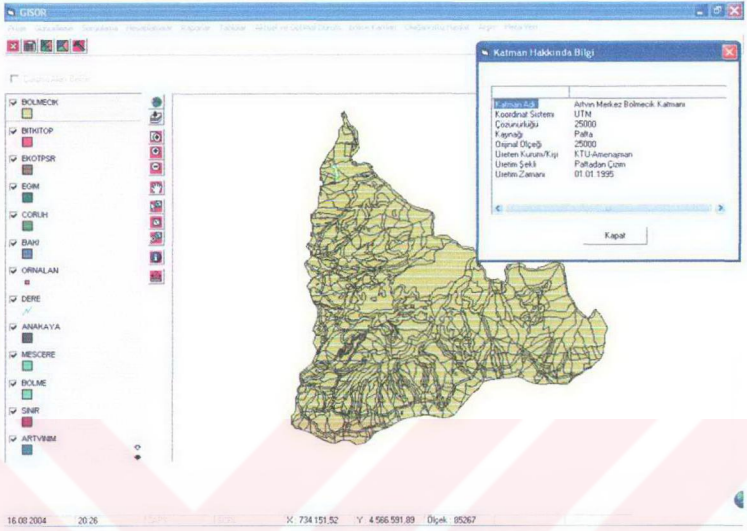 GISOR
Katman Hakkında Bilgi
Katman Adı Artvin Merkez Bölmecik Katmanı
Koordinat Sistemi UTM
Çözünürlüğü 25000
Kaynağı Pafta
Orijinal Ölçeği 25000
Üreten Kurum/Kişi KTU-Amenajman
Üretim Şekli Paftadan Çizim
Üretim Zamanı 01.01.1995
Kapat
BOLMECIK
BITKITOP
EKOTPSR
EGIM
CORUH
BAKI
ORNALAN
DERE
ANAKAYA
MESCERE
BOLME
SINIR
ARTVINIM
16.08.2004 20:26 X : 734.151,52 Y : 4.566.591,89 Ölçek : 85267